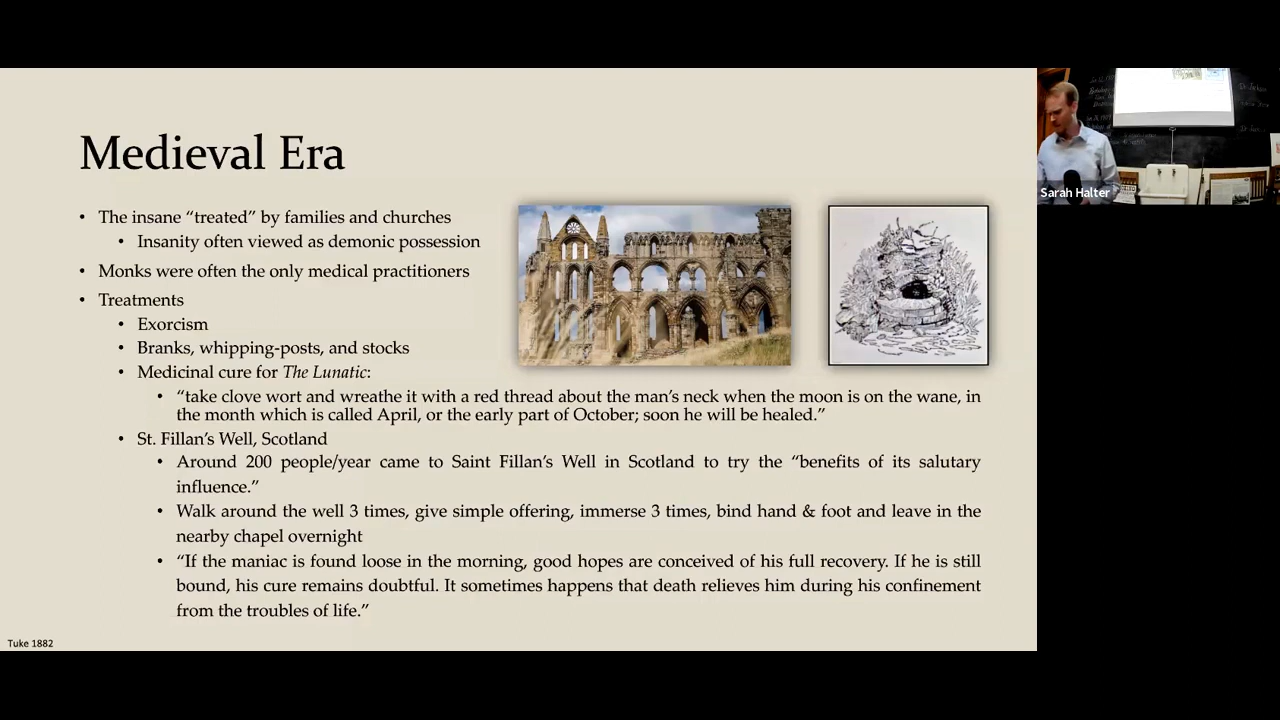 Medieval Era
• The insane “treated” by families and churches
• Insanity often viewed as demonic possession
• Monks were often the only medical practitioners
• Treatments
• Exorcism
• Branks, whipping-posts, and stocks
• Medicinal cure for The Lunatic:
• “take clove wort and wreathe it with a red thread about the man’s neck when the moon is on the wane, in
the month which is called April, or the early part of October; soon he will be healed.”
• St. Fillan’s Well, Scotland
• Around 200 people/year came to Saint Fillan’s Well in Scotland to try the “benefits of its salutary
influence.”
• Walk around the well 3 times, give simple offering, immerse 3 times, bind hand & foot and leave in the
nearby chapel overnight
• “If the maniac is found loose in the morning, good hopes are conceived of his full recovery. If he is still
bound, his cure remains doubtful. It sometimes happens that death relieves him during his confinement
from the troubles of life.”
Tuke 1882
Sarah Halter